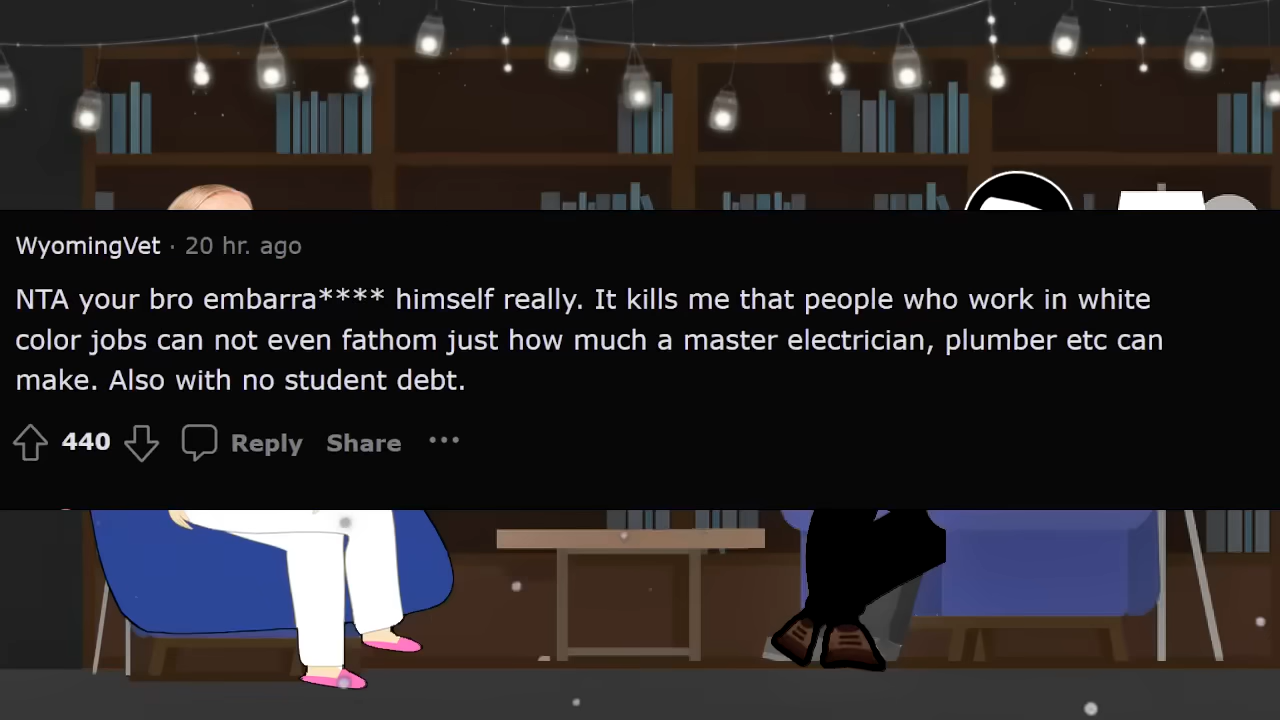 WyomingVet · 20 hr. ago
NTA your bro embarra**** himself really. It kills me that people who work in white
color jobs can not even fathom just how much a master electrician, plumber etc can
make. Also with no student debt.
440 Reply Share ···